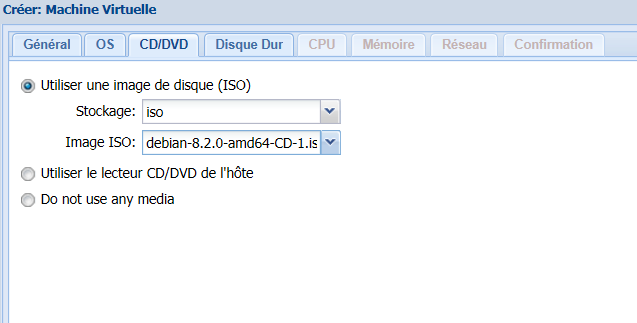 Créer: Machine Virtuelle
Général OS CD/DVD Disque Dur CPU Mémoire Réseau Confirmation
Utiliser une image de disque (ISO)
Stockage: iso
Image ISO: debian-8.2.0-amd64-CD-1.is
Utiliser le lecteur CD/DVD de l'hôte
Do not use any media